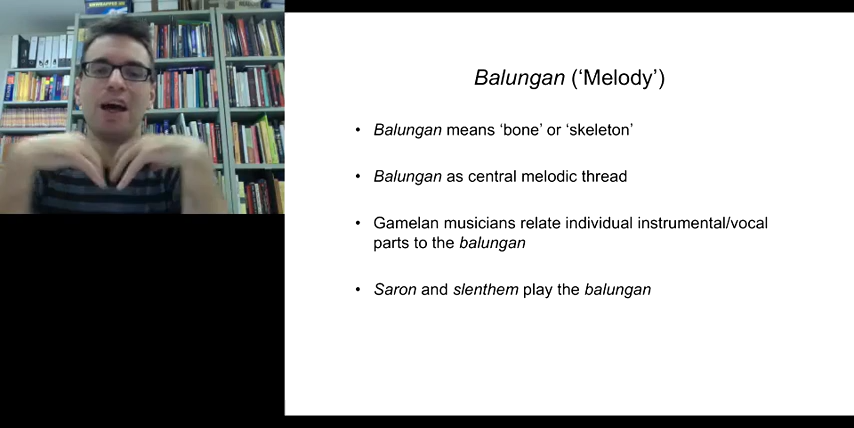 Balungan (‘Melody’)
• Balungan means ‘bone’ or ‘skeleton’
• Balungan as central melodic thread
• Gamelan musicians relate individual instrumental/vocal
parts to the balungan
• Saron and slenthem play the balungan